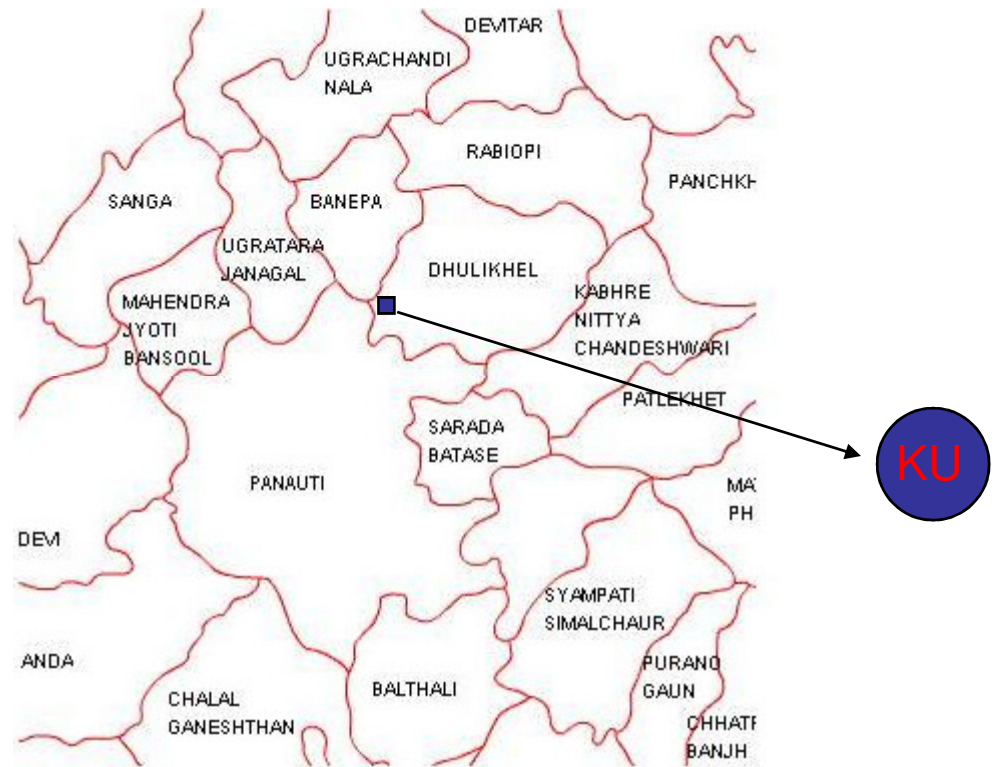 DEVITAR
UGRACHANDI
NALA
RABIOPI
PANCHKH
SANGA
BANEPA
UGRATARA
JANAGAL
DHULIKHEL
KABHRE
NITTYA
CHANDESHWARI
MAHENDRA
JYOTI
BANSOOL
PATLEKHET
SARADA
BATASE
KU
PANAUTI
MA
PH
DEVI
SYAMPATI
SIMALCHAUR
ANDA
PURANO
GAUN
BALTHALI
CHALAL
GANESHTHAN
CHHATR
BANJH